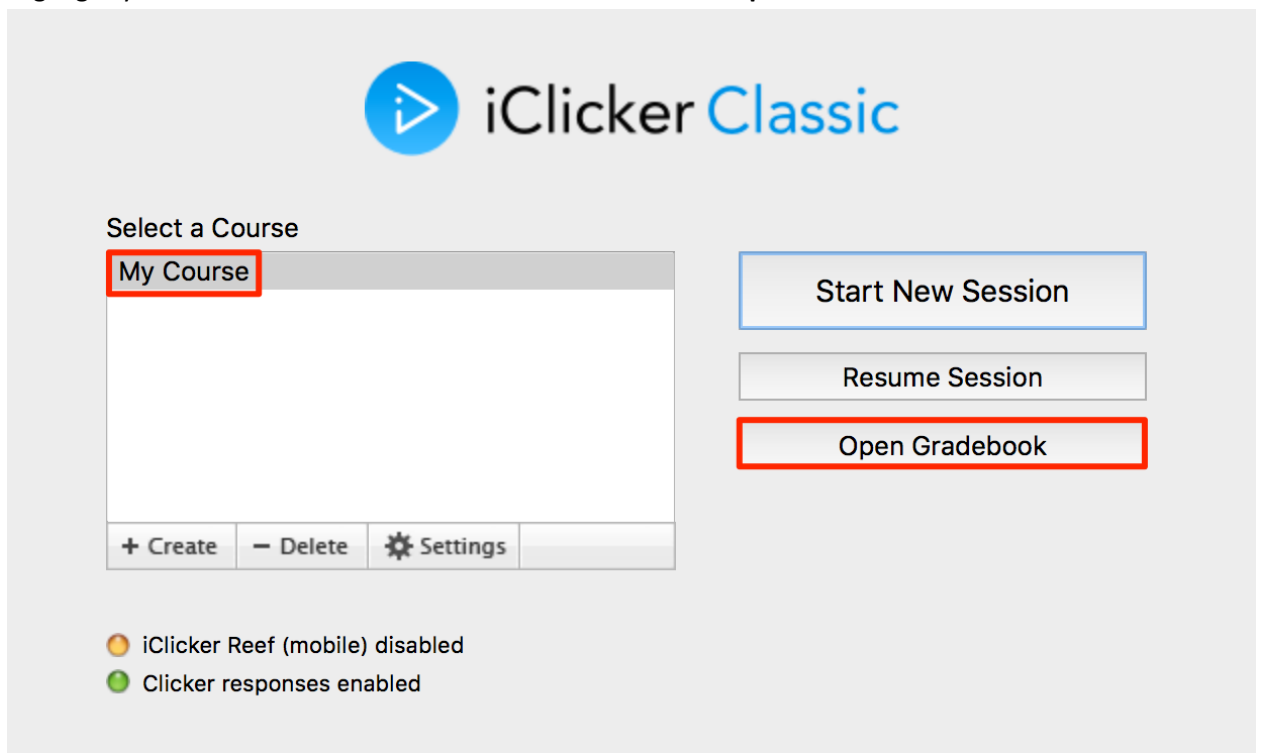 iClicker Classic
Select a Course
My Course
Start New Session
Resume Session
Open Gradebook
+ Create − Delete Settings
iClicker Reef (mobile) disabled
Clicker responses enabled